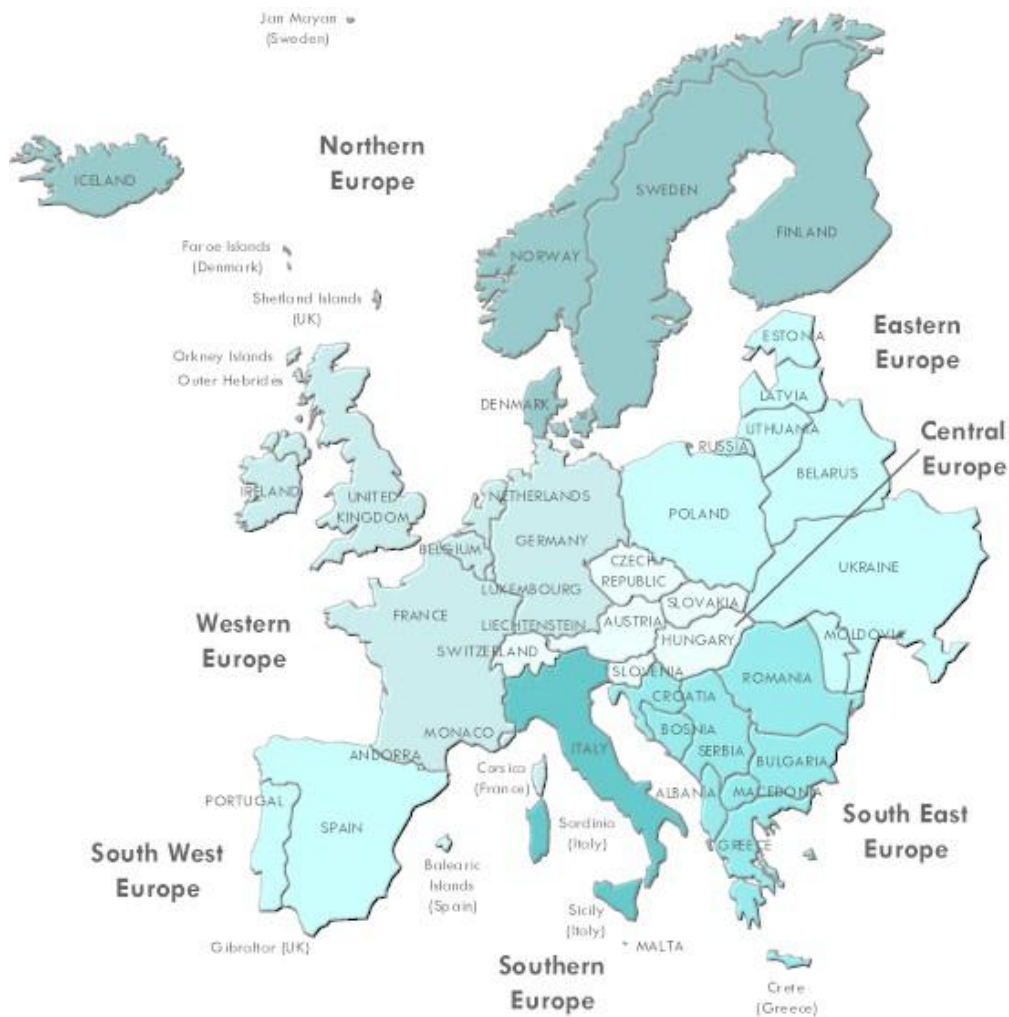 Jan Mayan
(Sweden)
Northern
Europe
ICELAND
SWEDEN
FINLAND
NORWAY
Faroe Islands
(Denmark)
Shetland Islands
(UK)
Eastern
Europe
ESTONIA
Orkney Islands
Outer Hebrides
DENMARK
LATVIA
LITHUANIA
RUSSIA
Central
Europe
BELARUS
IRELAND
UNITED
KINGDOM
NETHERLANDS
POLAND
BELGIUM
GERMANY
CZECH
REPUBLIC
UKRAINE
LUXEMBOURG
SLOVAKIA
FRANCE
Western
Europe
LIECHTENSTEIN
AUSTRIA
HUNGARY
MOLDOVIA
SWITZERLAND
SLOVENIA
ROMANIA
CROATIA
MONACO
BOSNIA
ITALY
SERBIA
ANDORRA
BULGARIA
Corsica
(France)
ALBANIA
MACEDONIA
PORTUGAL
SPAIN
South East
Europe
Sardinia
(Italy)
GREECE
South West
Europe
Balearic
Islands
(Spain)
Sicily
(Italy)
Gibraltar (UK)
MALTA
Southern
Europe
Crete
(Greece)